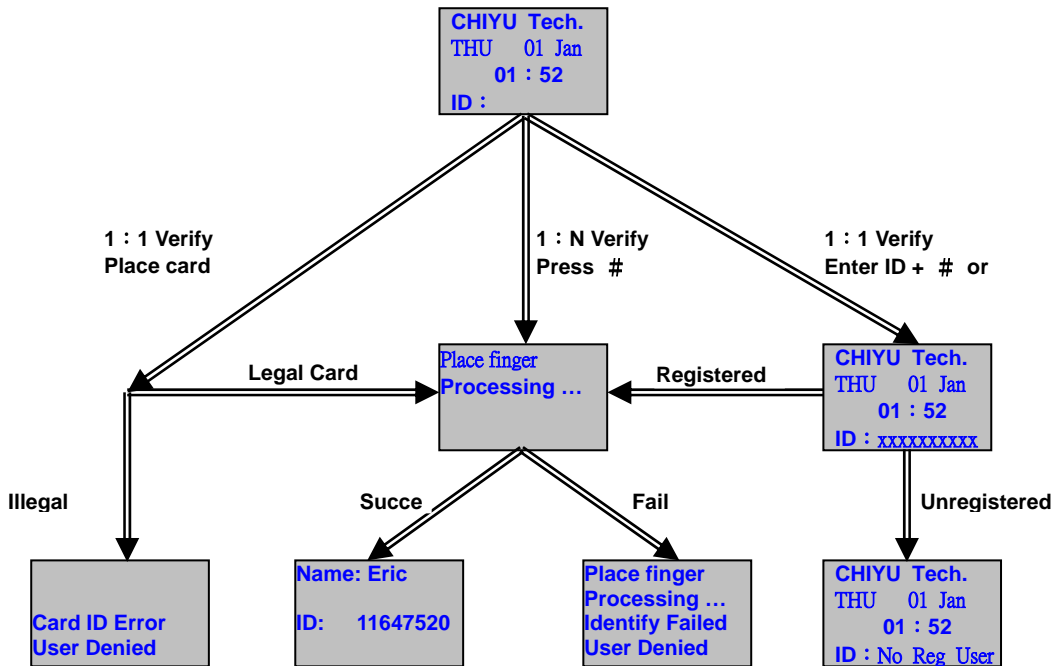 CHIYU Tech.
THU 01 Jan
01：52
ID：
1：1 Verify
Place card
1：N Verify
Press ＃
1：1 Verify
Enter ID + ＃ or
Legal Card
Place finger
Processing …
Registered
CHIYU Tech.
THU 01 Jan
01：52
ID：xxxxxxxxxx
Illegal
Succe
Fail
Unregistered
Card ID Error
User Denied
Name: Eric
ID: 11647520
Place finger
Processing …
Identify Failed
User Denied
CHIYU Tech.
THU 01 Jan
01：52
ID：No Reg User